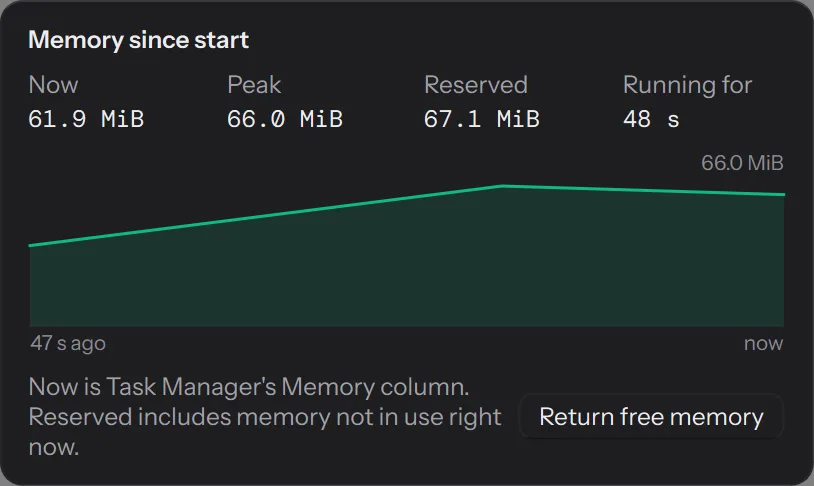 Memory since start
Now Peak Reserved Running for
61.9 MiB 66.0 MiB 67.1 MiB 48 s
66.0 MiB
47 s ago now
Now is Task Manager's Memory column.
Reserved includes memory not in use right
now.
Return free memory